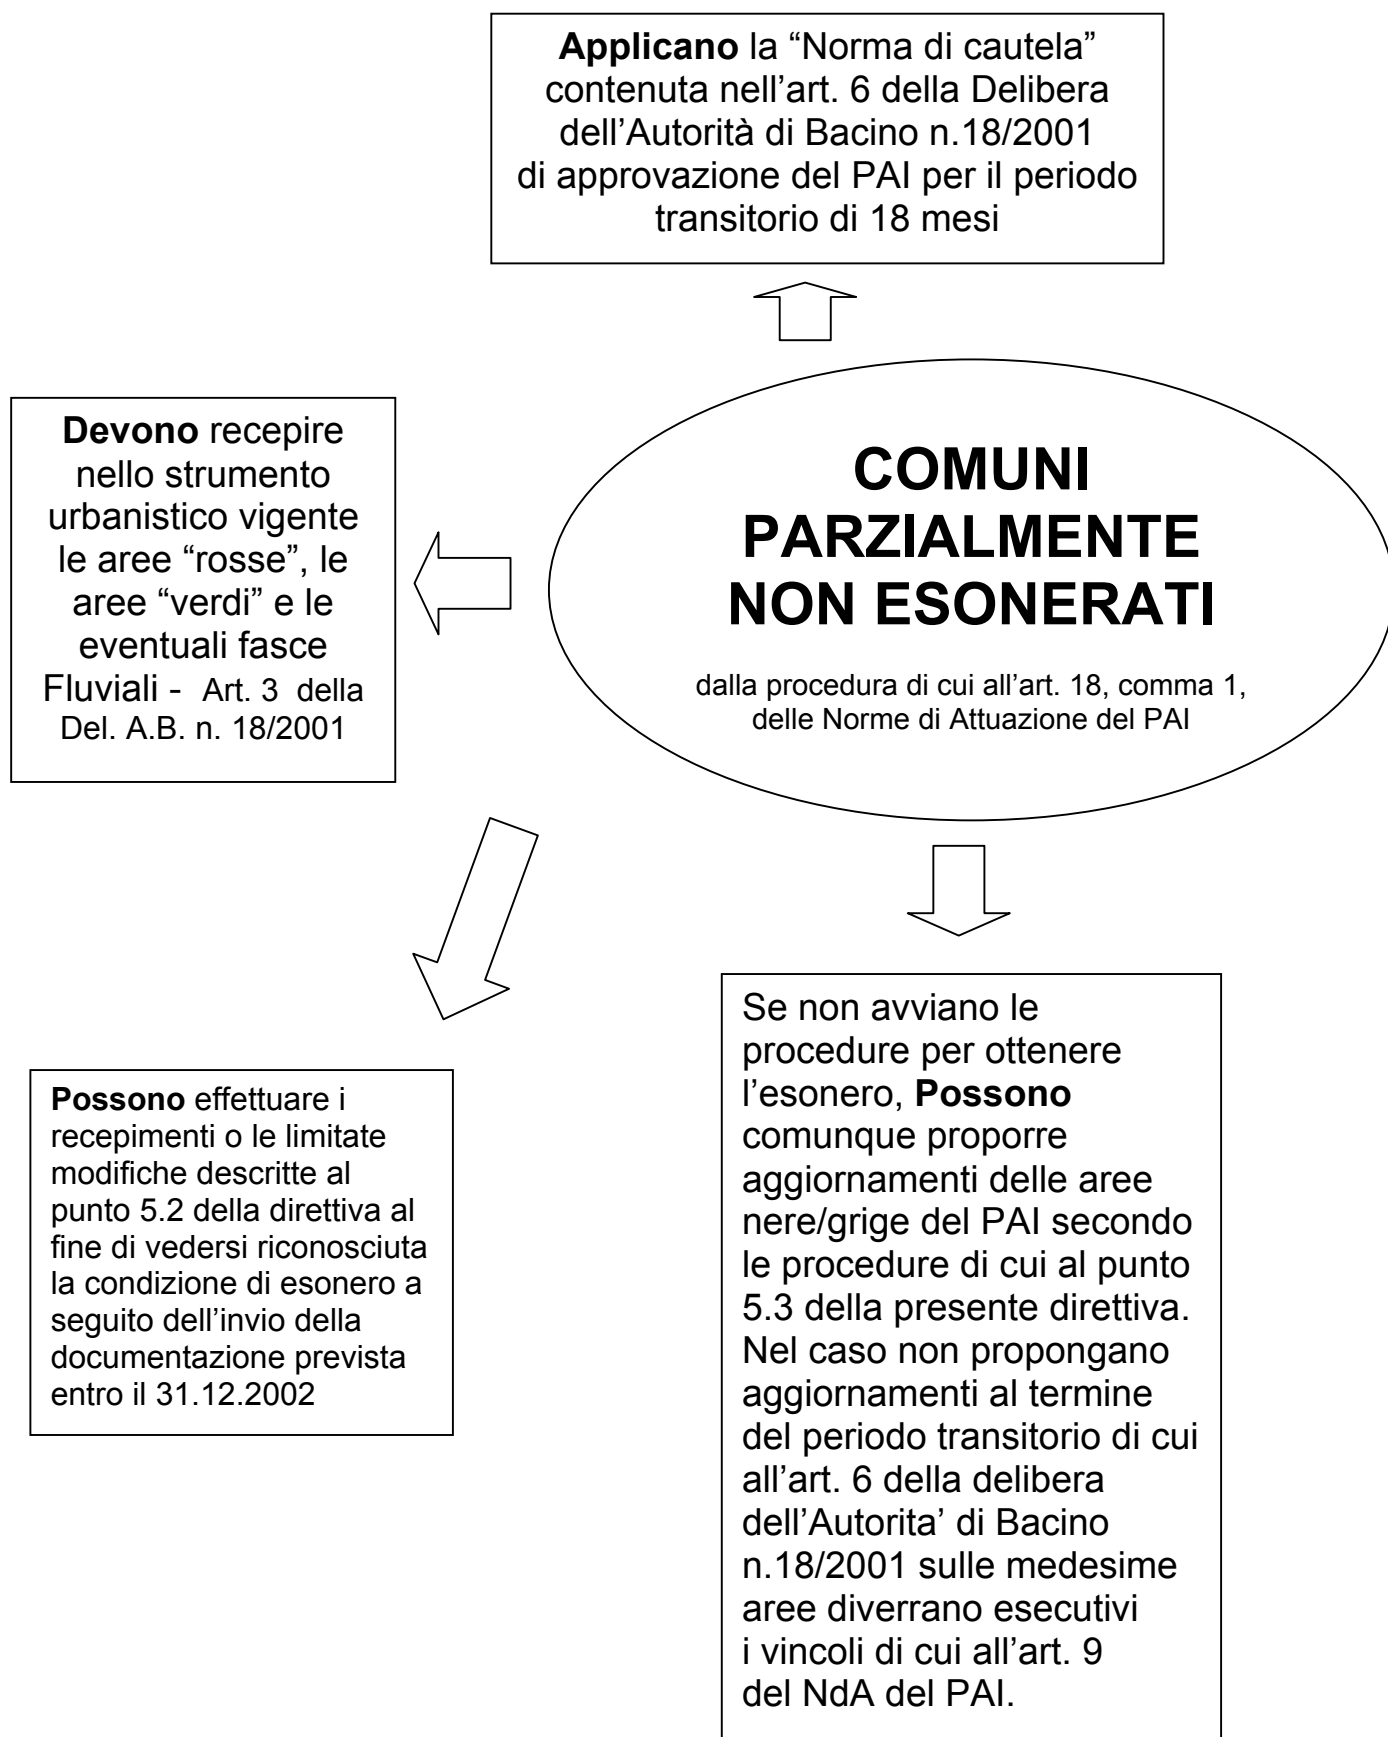 Applicano la “Norma di cautela”
contenuta nell’art. 6 della Delibera
dell’Autorità di Bacino n.18/2001
di approvazione del PAI per il periodo
transitorio di 18 mesi
Devono recepire
nello strumento
urbanistico vigente
le aree “rosse”, le
aree “verdi” e le
eventuali fasce
Fluviali - Art. 3 della
Del. A.B. n. 18/2001
COMUNI
PARZIALMENTE
NON ESONERATI
dalla procedura di cui all’art. 18, comma 1,
delle Norme di Attuazione del PAI
Possono effettuare i
recepimenti o le limitate
modifiche descritte al
punto 5.2 della direttiva al
fine di vedersi riconosciuta
la condizione di esonero a
seguito dell’invio della
documentazione prevista
entro il 31.12.2002
Se non avviano le
procedure per ottenere
l’esonero, Possono
comunque proporre
aggiornamenti delle aree
nere/grige del PAI secondo
le procedure di cui al punto
5.3 della presente direttiva.
Nel caso non propongano
aggiornamenti al termine
del periodo transitorio di cui
all’art. 6 della delibera
dell’Autorita’ di Bacino
n.18/2001 sulle medesime
aree diverrano esecutivi
i vincoli di cui all’art. 9
del NdA del PAI.